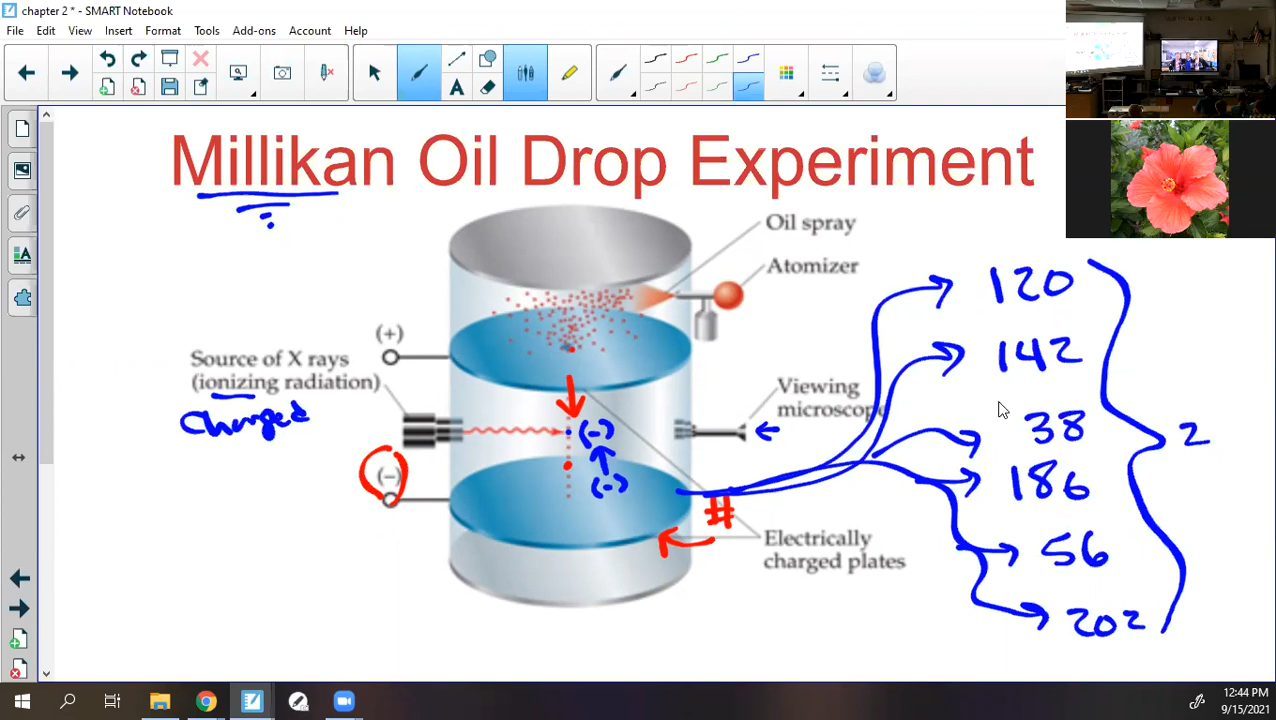 chapter 2 * - SMART Notebook
File Edit View Insert Format Tools Add-ons Account Help
A
Millikan Oil Drop Experiment
Oil spray
Atomizer
(+)
Source of X rays
(ionizing radiation)
Charged
Viewing
microscope
(-)
(-)
(−)
#
Electrically
charged plates
120
142
38
186
56
202
2
12:44 PM
9/15/2021